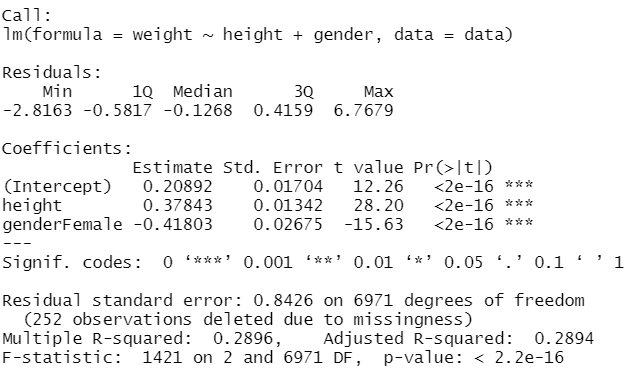 Call:
lm(formula = weight ~ height + gender, data = data)

Residuals:
    Min      1Q  Median      3Q     Max
-2.8163 -0.5817 -0.1268  0.4159  6.7679

Coefficients:
             Estimate Std. Error t value Pr(>|t|)
(Intercept)   0.20892    0.01704   12.26   <2e-16 ***
height        0.37843    0.01342   28.20   <2e-16 ***
genderFemale -0.41803    0.02675  -15.63   <2e-16 ***
---
Signif. codes:  0 ‘***’ 0.001 ‘**’ 0.01 ‘*’ 0.05 ‘.’ 0.1 ‘ ’ 1

Residual standard error: 0.8426 on 6971 degrees of freedom
  (252 observations deleted due to missingness)
Multiple R-squared:  0.2896,    Adjusted R-squared:  0.2894
F-statistic:  1421 on 2 and 6971 DF,  p-value: < 2.2e-16